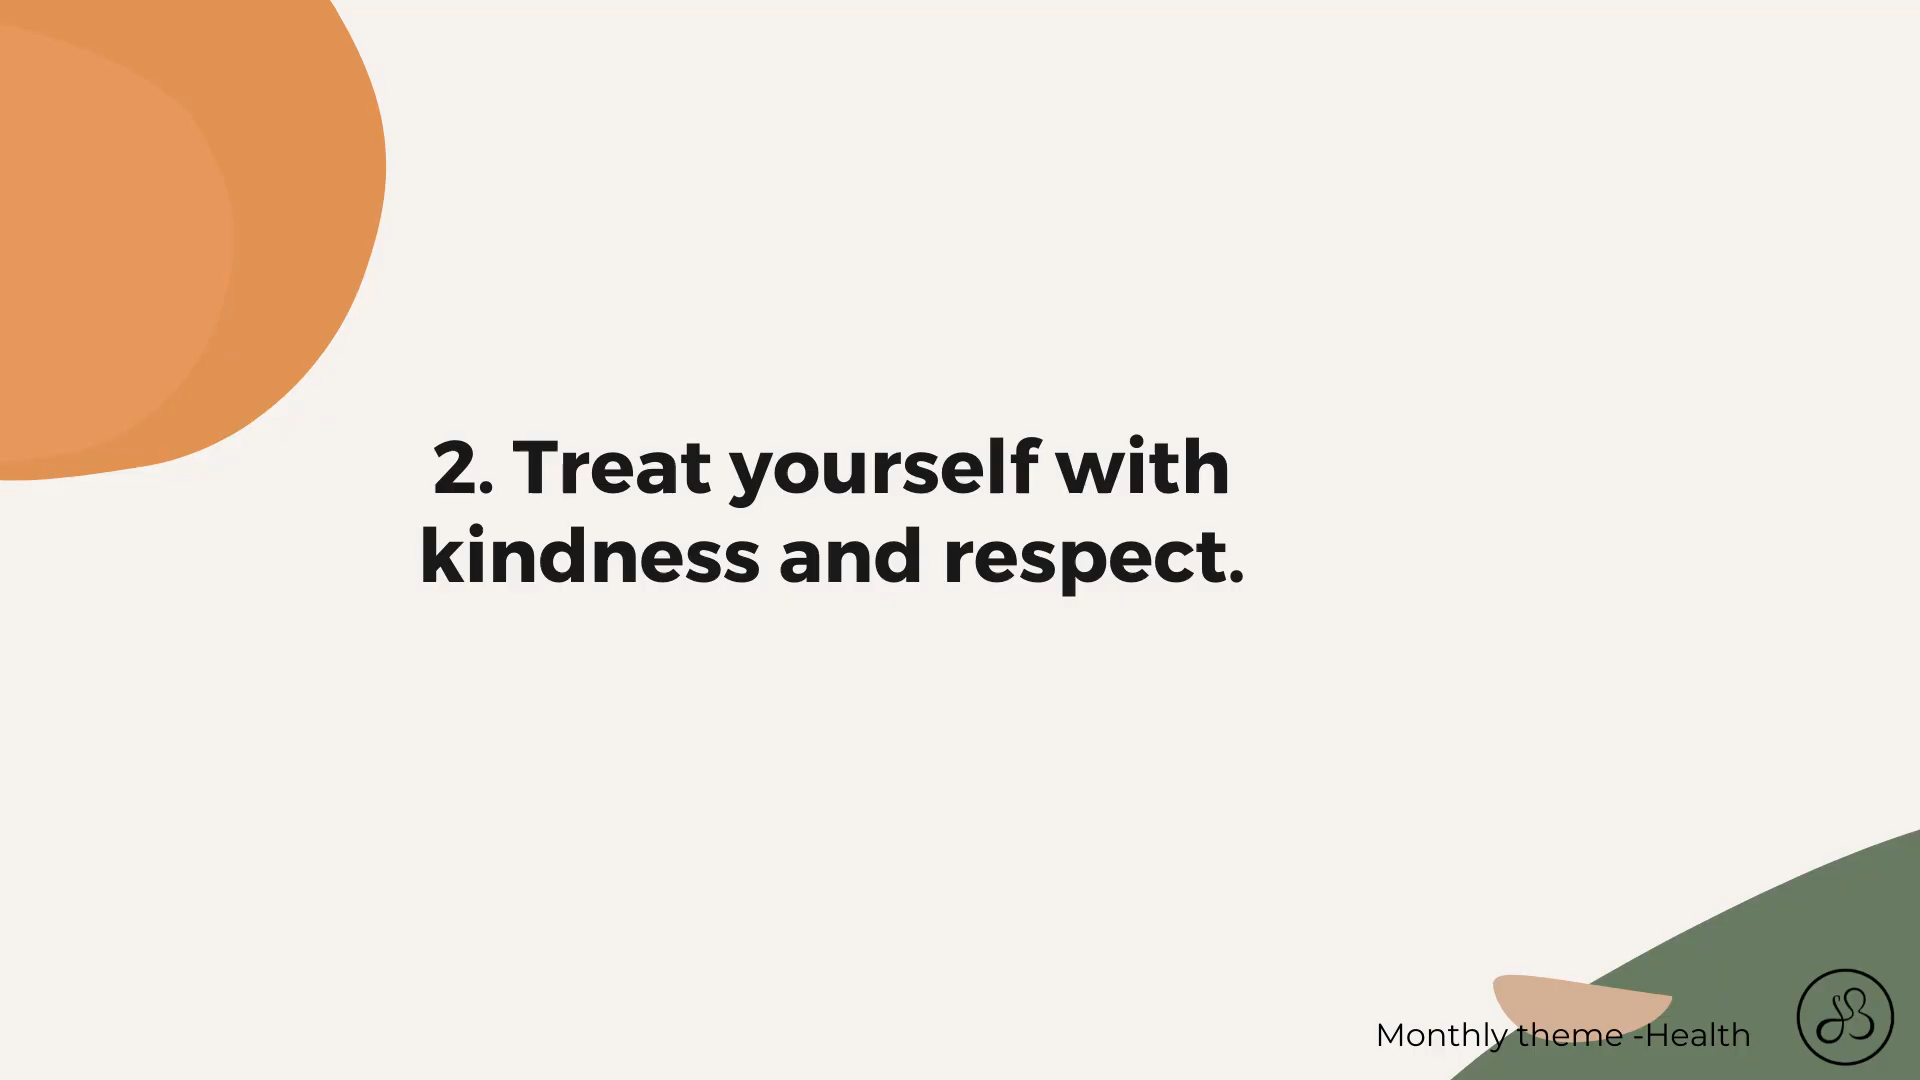 2. Treat yourself with
kindness and respect.
Monthly theme -Health